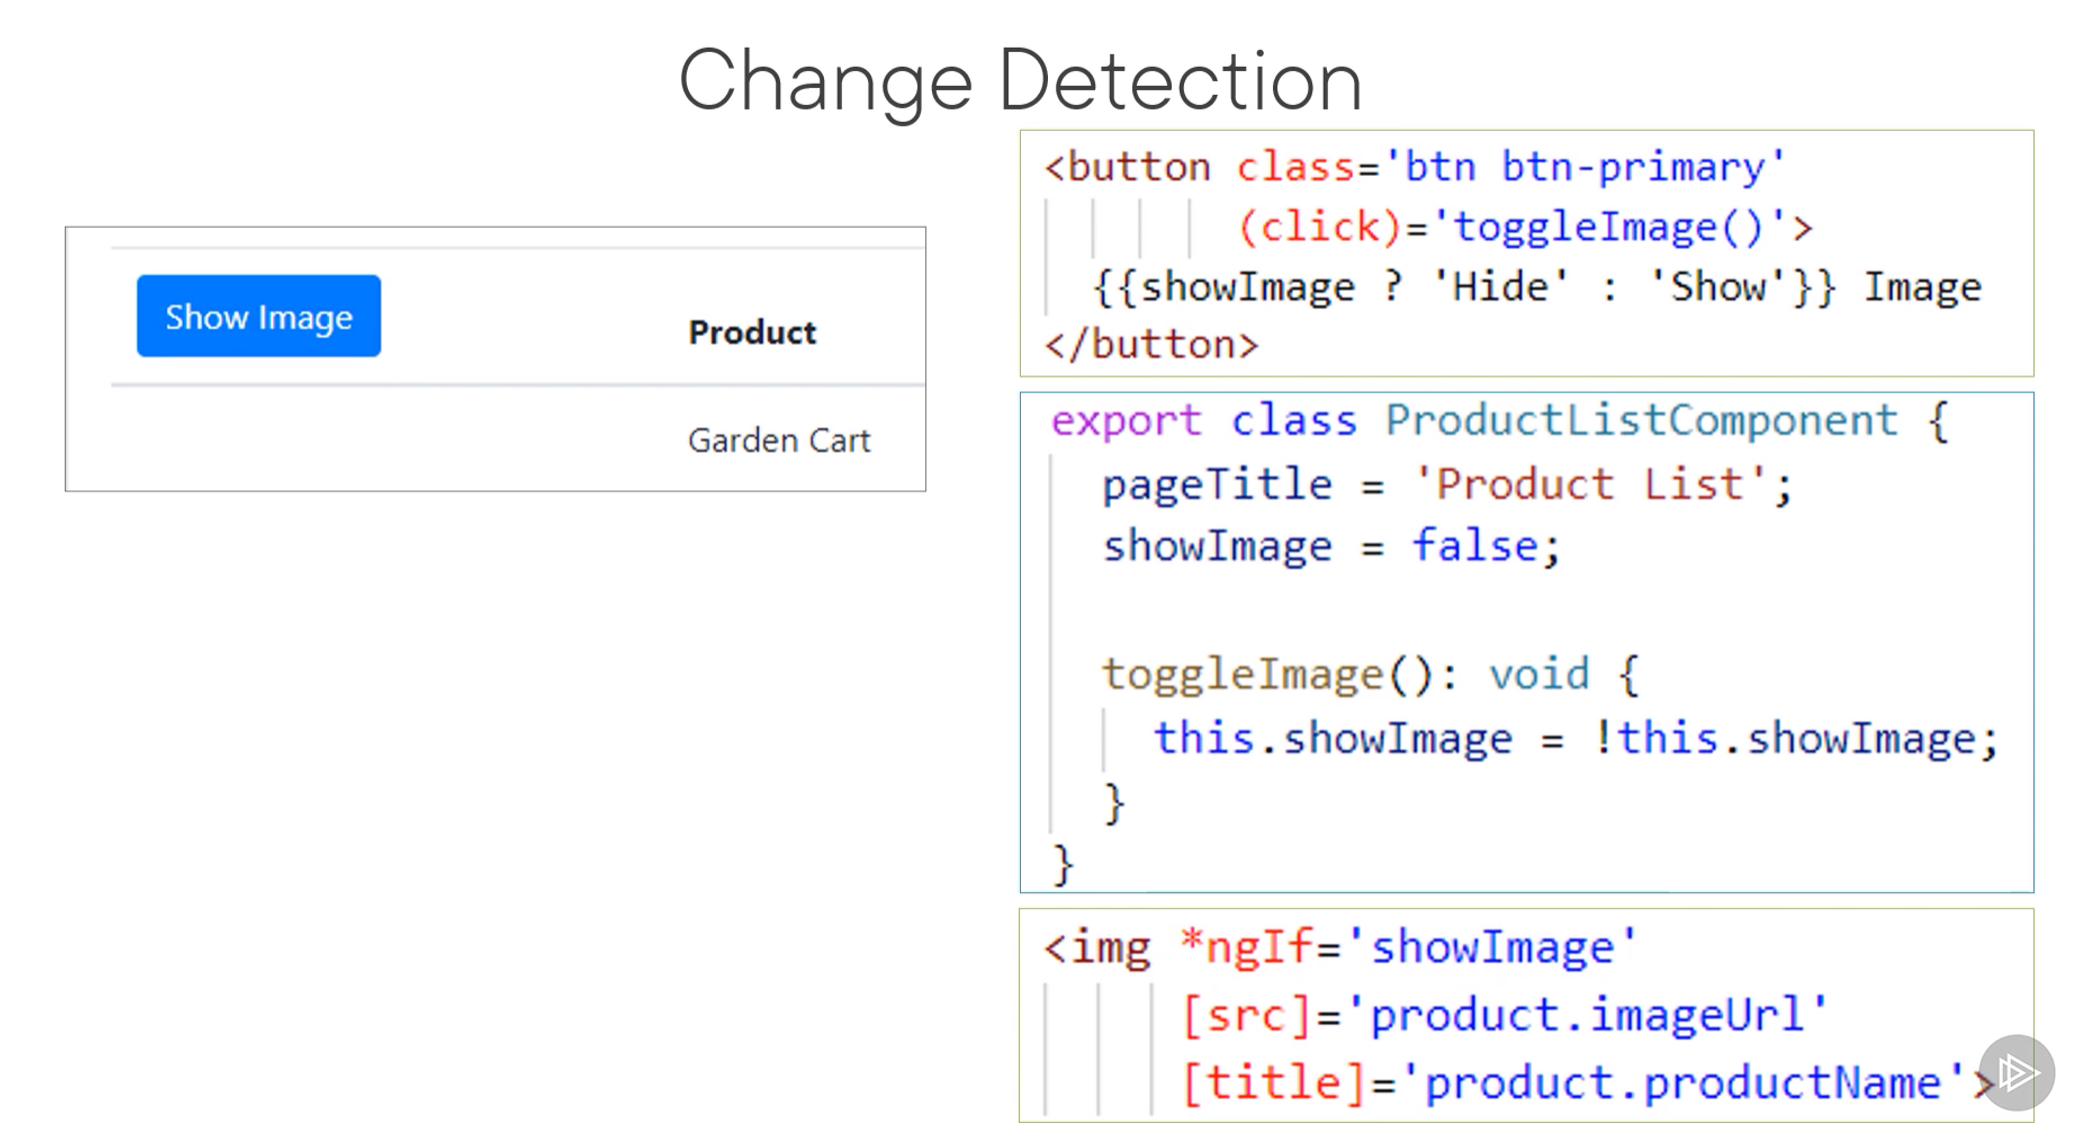 Change Detection
Show Image
Product
Garden Cart
<button class='btn btn-primary'
(click)='toggleImage()'>
{{showImage ? 'Hide' : 'Show'}} Image
</button>
export class ProductListComponent {
pageTitle = 'Product List';
showImage = false;
toggleImage(): void {
this.showImage = !this.showImage;
}
}
<img *ngIf='showImage'
[src]='product.imageUrl'
[title]='product.productName'>